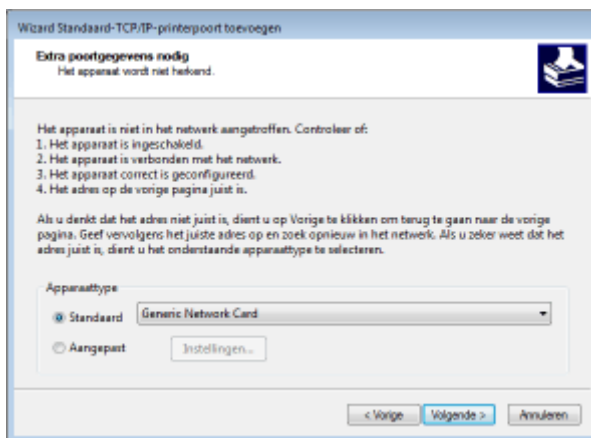 Wizard Standaard-TCP/IP-printerpoort toevoegen
Extra poortgegevens nodig
Het apparaat wordt niet herkend.
Het apparaat is niet in het netwerk aangetroffen. Controleer of:
1. Het apparaat is ingeschakeld.
2. Het apparaat is verbonden met het netwerk.
3. Het apparaat correct is geconfigureerd.
4. Het adres op de vorige pagina juist is.
Als u denkt dat het adres niet juist is, dient u op Vorige te klikken om terug te gaan naar de vorige
pagina. Geef vervolgens het juiste adres op en zoek opnieuw in het netwerk. Als u zeker weet dat het
adres juist is, dient u het onderstaande apparaattype te selecteren.
Apparaattype
Standaard Generic Network Card
Aangepast Instellingen...
< Vorige Volgende > Annuleren